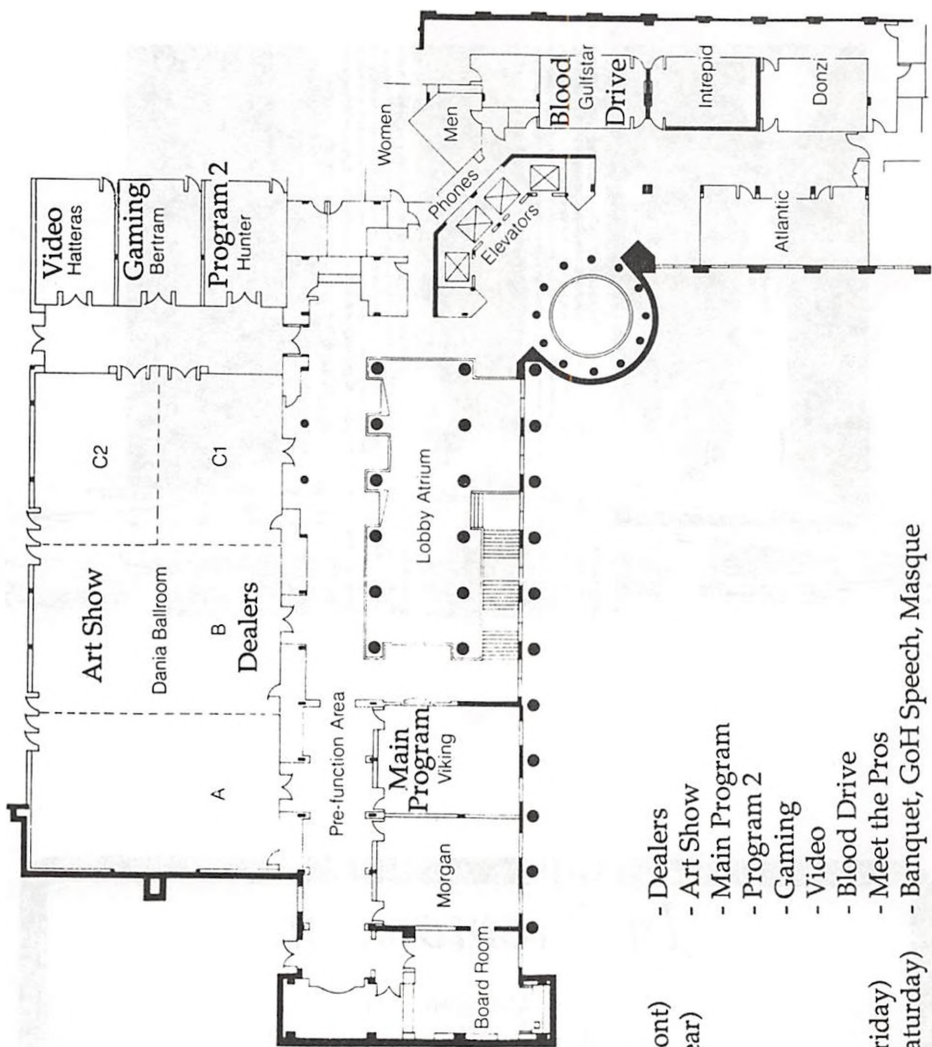 Video
Hatteras
Gaming
Bertram
Program 2
Hunter
Women
Men
Phones
Elevators
Blood
Drive
Gulfstar
Intrepid
Donzi
Atlantic
C2
C1
Art Show
Dania Ballroom
B
Dealers
A
Lobby Atrium
Pre-function Area
Main
Program
Viking
Morgan
Board Room
ont) - Dealers
ear) - Art Show
- Main Program
- Program 2
- Gaming
- Video
- Blood Drive
riday) - Meet the Pros
aturday) - Banquet, GoH Speech, Masque